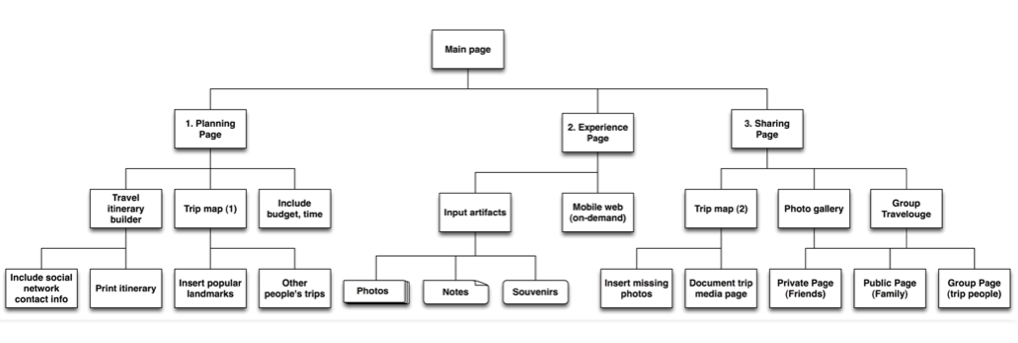 Main page
1. Planning
Page
2. Experience
Page
3. Sharing
Page
Travel
itinerary
builder
Trip map (1)
Include
budget, time
Input artifacts
Mobile web
(on-demand)
Trip map (2)
Photo gallery
Group
Travelouge
Include social
network
contact info
Print itinerary
Insert popular
landmarks
Other
people's trips
Photos
Notes
Souvenirs
Insert missing
photos
Document trip
media page
Private Page
(Friends)
Public Page
(Family)
Group Page
(trip people)